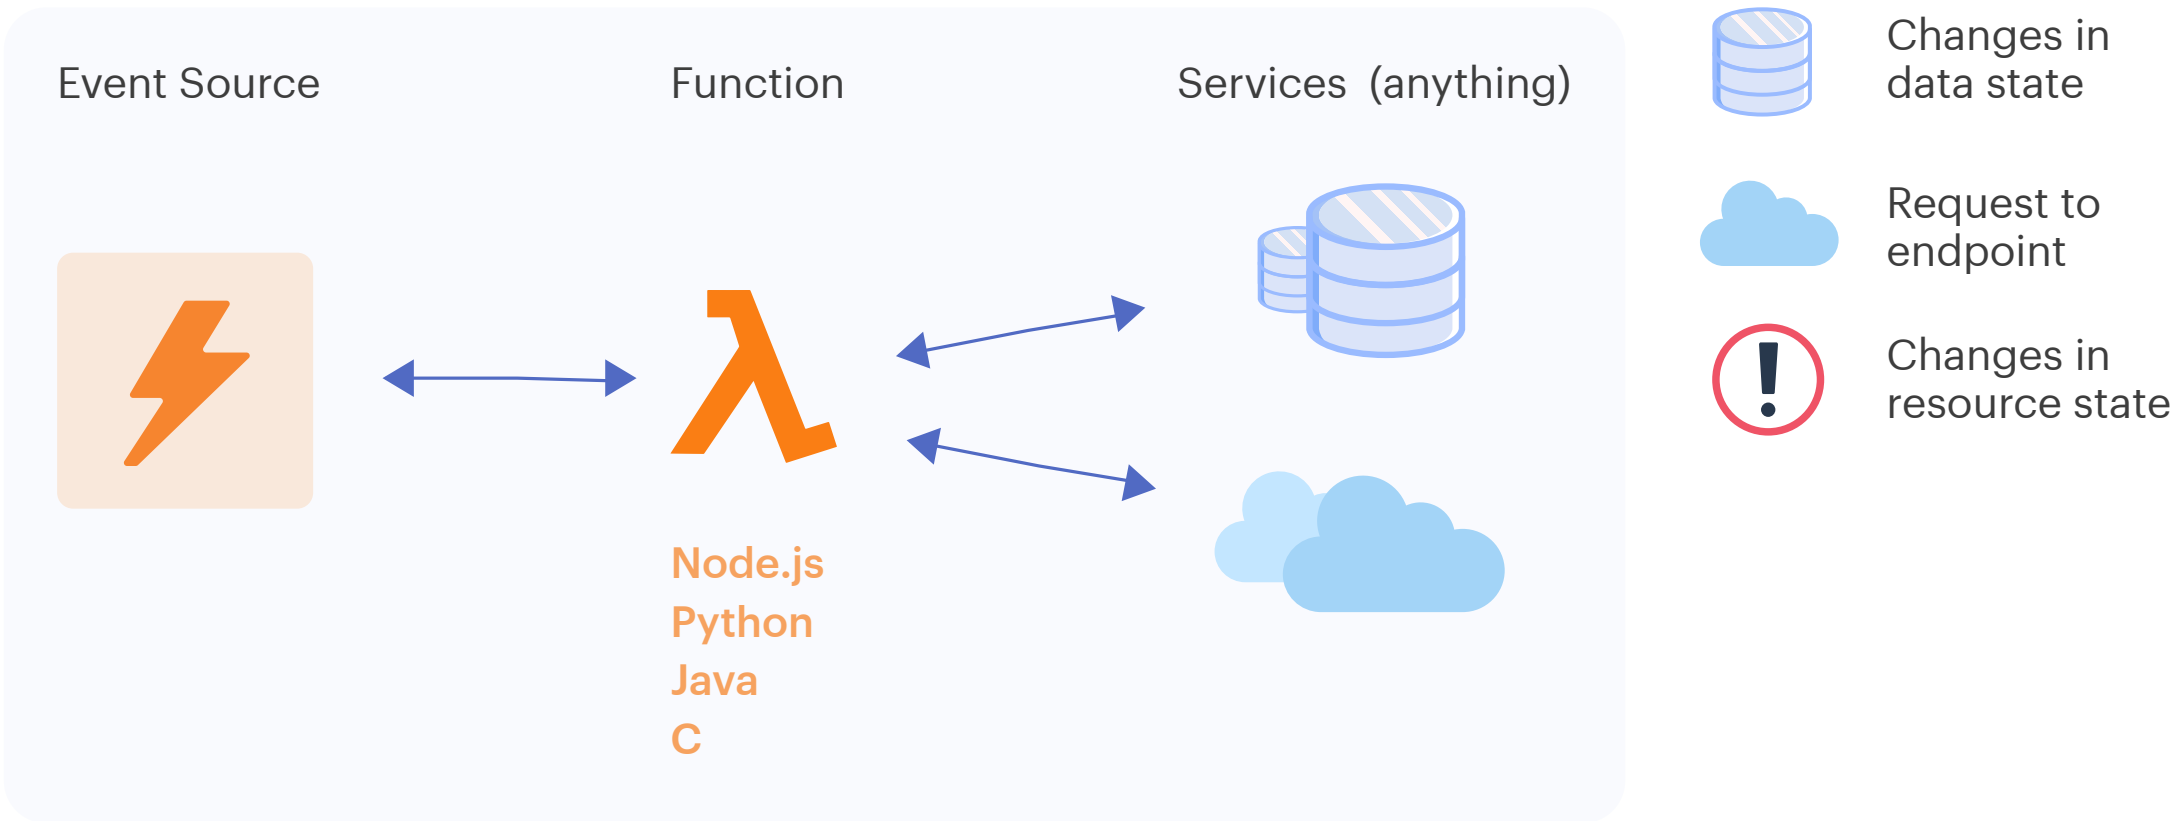 Event Source
Function
Services (anything)
Node.js
Python
Java
C
Changes in
data state
Request to
endpoint
Changes in
resource state